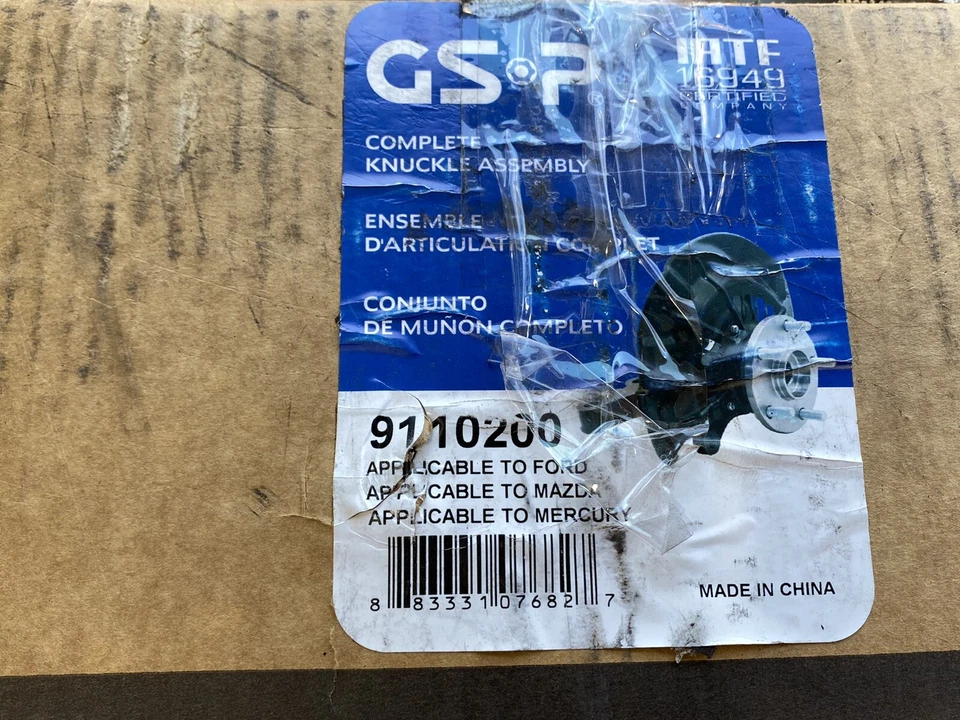 GSP
IATF
16949
CERTIFIED
COMPANY
COMPLETE
KNUCKLE ASSEMBLY
ENSEMBLE
D'ARTICULATION COMPLET
CONJUNTO
DE MUÑON COMPLETO
9110200
APPLICABLE TO FORD
APPLICABLE TO MAZDA
APPLICABLE TO MERCURY
8 83331 07682 7
MADE IN CHINA